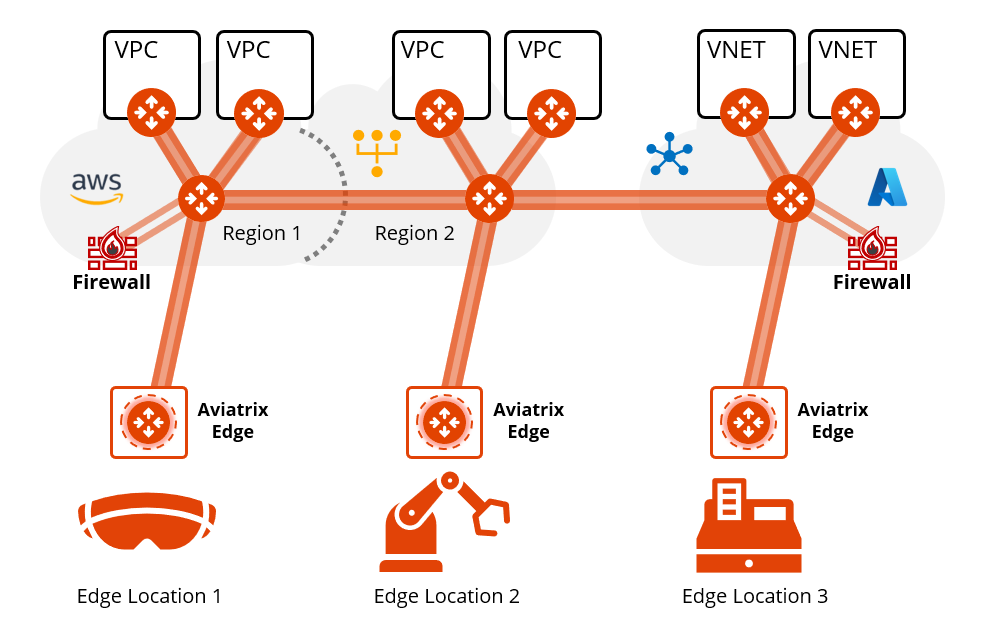 VPC
VPC
VPC
VPC
VNET
VNET
aws
Region 1
Region 2
Firewall
Firewall
Aviatrix
Edge
Aviatrix
Edge
Aviatrix
Edge
Edge Location 1
Edge Location 2
Edge Location 3